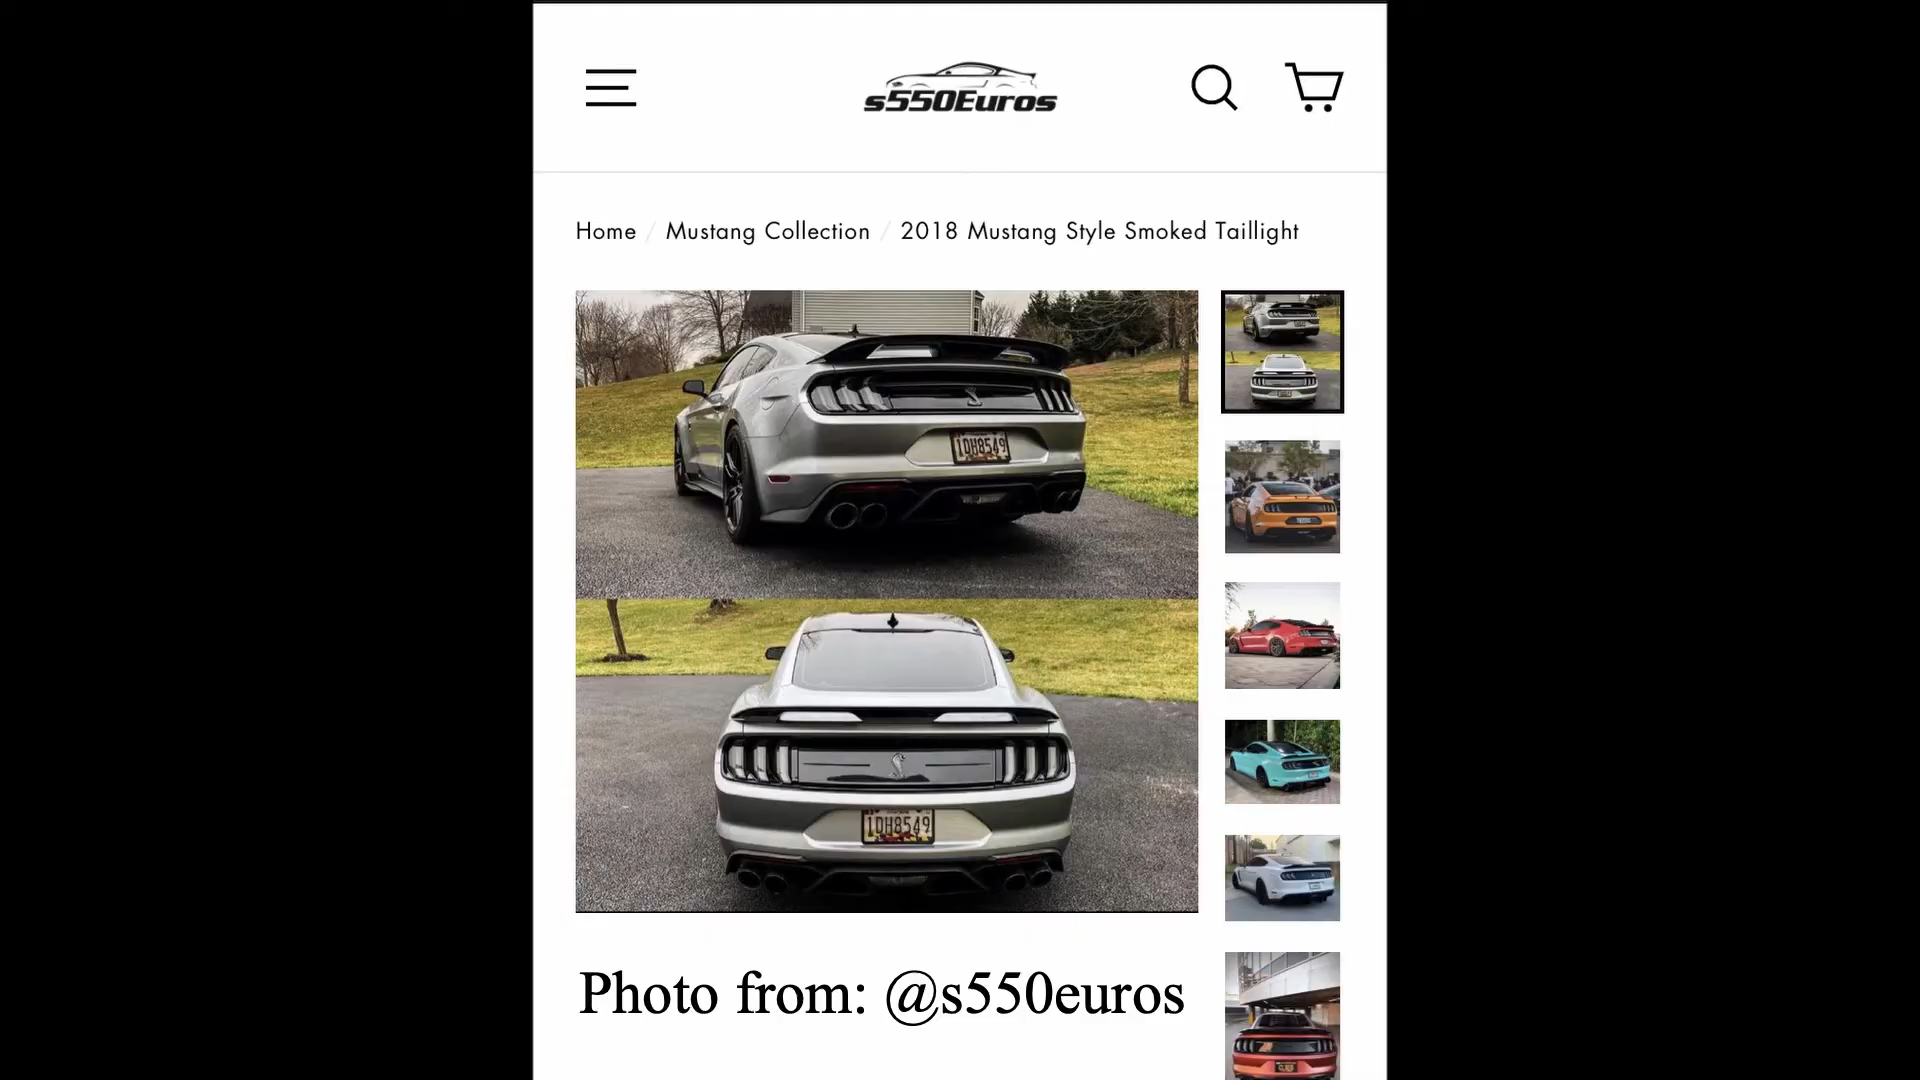 s550Euros
Home / Mustang Collection / 2018 Mustang Style Smoked Taillight
1DH8549
1DH8549
Photo from: @s550euros